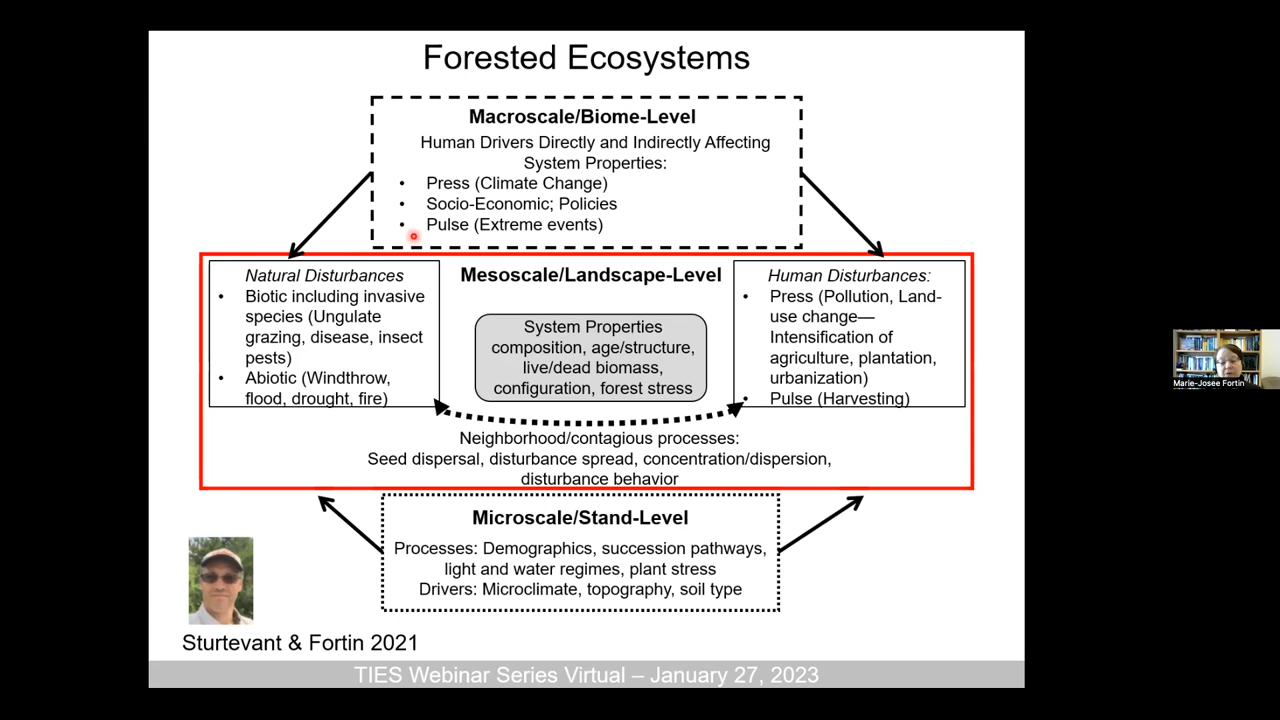 Forested Ecosystems
Macroscale/Biome-Level
Human Drivers Directly and Indirectly Affecting
System Properties:
• Press (Climate Change)
• Socio-Economic; Policies
• Pulse (Extreme events)
Natural Disturbances
• Biotic including invasive
species (Ungulate
grazing, disease, insect
pests)
• Abiotic (Windthrow,
flood, drought, fire)
Mesoscale/Landscape-Level
System Properties
composition, age/structure,
live/dead biomass,
configuration, forest stress
Human Disturbances:
• Press (Pollution, Land-
use change—
Intensification of
agriculture, plantation,
urbanization)
• Pulse (Harvesting)
Neighborhood/contagious processes:
Seed dispersal, disturbance spread, concentration/dispersion,
disturbance behavior
Microscale/Stand-Level
Processes: Demographics, succession pathways,
light and water regimes, plant stress
Drivers: Microclimate, topography, soil type
Sturtevant & Fortin 2021
TIES Webinar Series Virtual – January 27, 2023
Marie-Josee Fortin